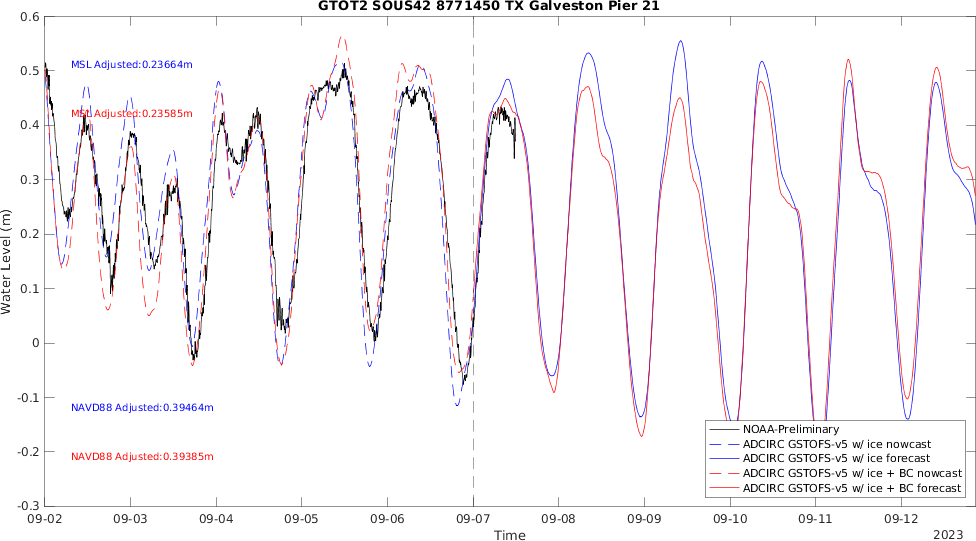 GTOT2 SOUS42 8771450 TX Galveston Pier 21
0.6
0.5
0.4
0.3
0.2
0.1
0
-0.1
-0.2
-0.3
Water Level (m)
MSL Adjusted:0.23664m
MSL Adjusted:0.23585m
NAVD88 Adjusted:0.39464m
NAVD88 Adjusted:0.39385m
NOAA-Preliminary
ADCIRC GSTOFS-v5 w/ ice nowcast
ADCIRC GSTOFS-v5 w/ ice forecast
ADCIRC GSTOFS-v5 w/ ice + BC nowcast
ADCIRC GSTOFS-v5 w/ ice + BC forecast
09-02 09-03 09-04 09-05 09-06 09-07 09-08 09-09 09-10 09-11 09-12
Time
2023